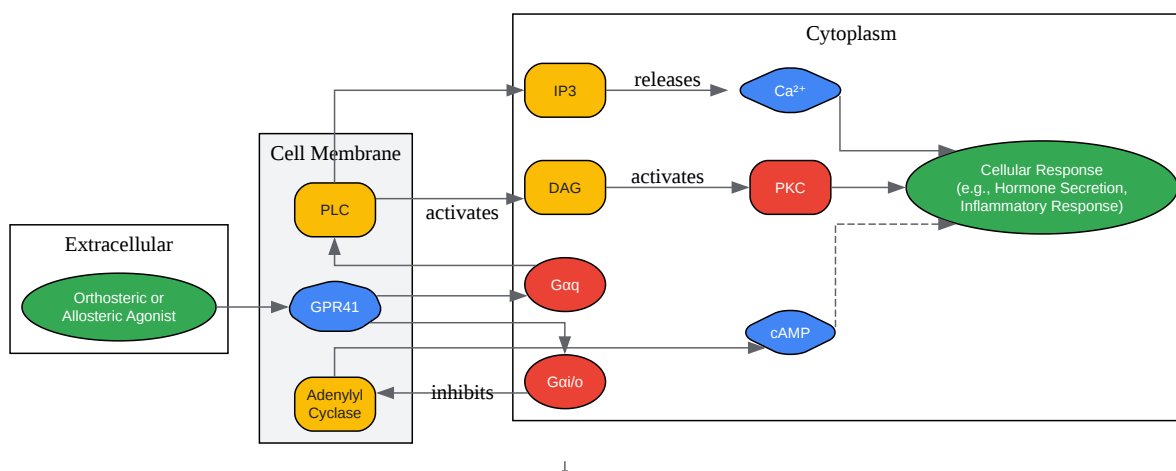 Cytoplasm
IP3
releases
Ca²⁺
Cell Membrane
Cellular Response
(e.g., Hormone Secretion,
Inflammatory Response)
DAG
activates
PKC
PLC
activates
Extracellular
Gαq
Orthosteric or
Allosteric Agonist
GPR41
cAMP
Gαi/o
inhibits
Adenylyl
Cyclase